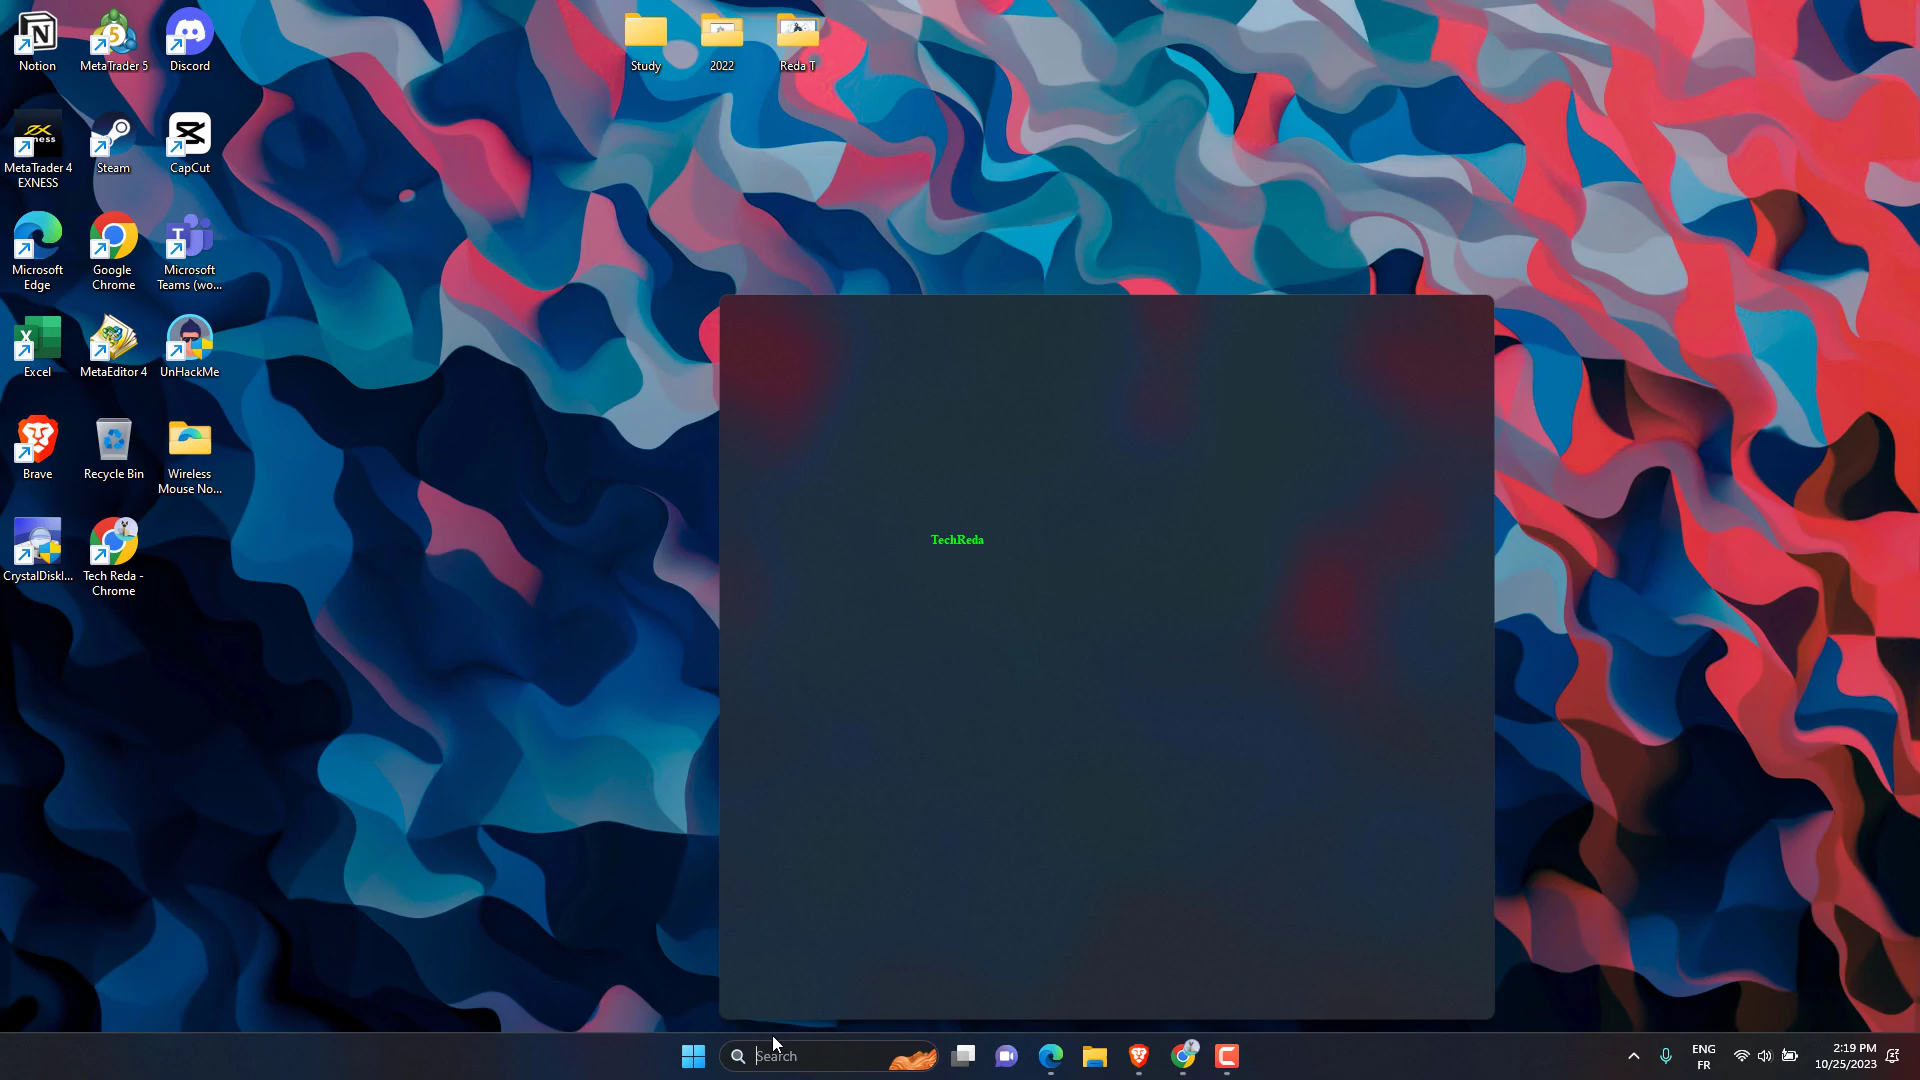 Notion
MetaTrader 5
Discord
Study
2022
Reda T
MetaTrader 4
EXNESS
Steam
CapCut
Microsoft
Edge
Google
Chrome
Microsoft
Teams (wo...
Excel
MetaEditor 4
UnHackMe
Brave
Recycle Bin
Wireless
Mouse No...
CrystalDiskI...
Tech Reda -
Chrome
TechReda
Search
ENG
FR
2:19 PM
10/25/2023